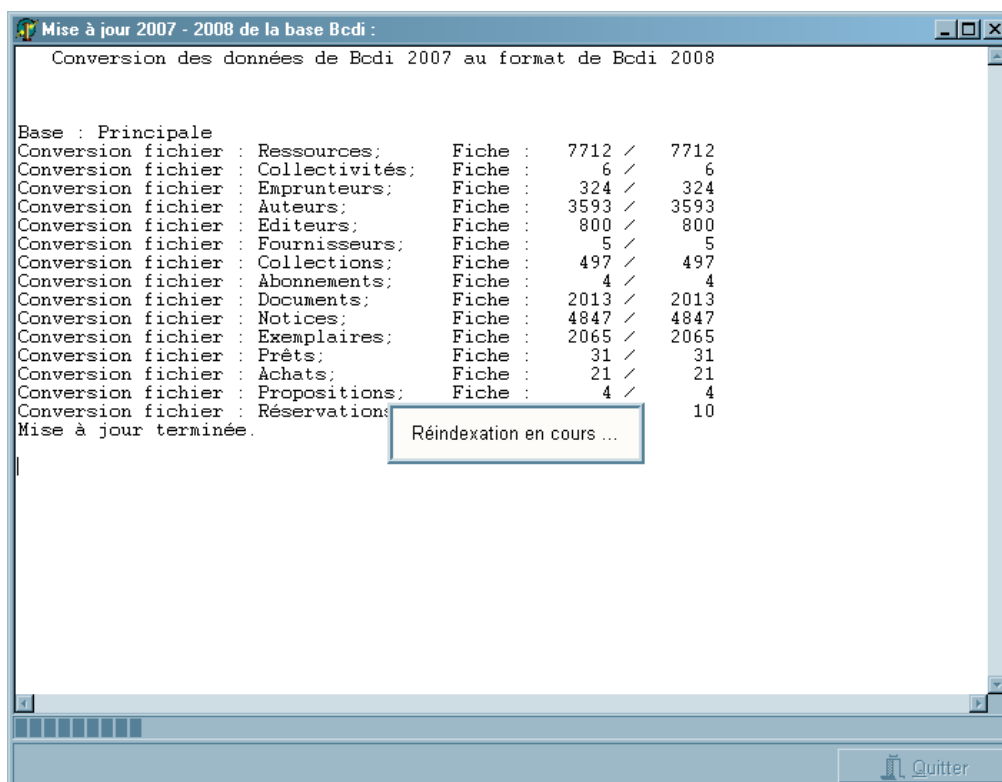 Mise à jour 2007 - 2008 de la base Bcdi :
Conversion des données de Bcdi 2007 au format de Bcdi 2008
Base : Principale
Conversion fichier : Ressources; Fiche : 7712 / 7712
Conversion fichier : Collectivités; Fiche : 6 / 6
Conversion fichier : Emprunteurs; Fiche : 324 / 324
Conversion fichier : Auteurs; Fiche : 3593 / 3593
Conversion fichier : Editeurs; Fiche : 800 / 800
Conversion fichier : Fournisseurs; Fiche : 5 / 5
Conversion fichier : Collections; Fiche : 497 / 497
Conversion fichier : Abonnements; Fiche : 4 / 4
Conversion fichier : Documents; Fiche : 2013 / 2013
Conversion fichier : Notices; Fiche : 4847 / 4847
Conversion fichier : Exemplaires; Fiche : 2065 / 2065
Conversion fichier : Prêts; Fiche : 31 / 31
Conversion fichier : Achats; Fiche : 21 / 21
Conversion fichier : Propositions; Fiche : 4 / 4
Conversion fichier : Réservations 10
Mise à jour terminée.
Réindexation en cours ...
Quitter